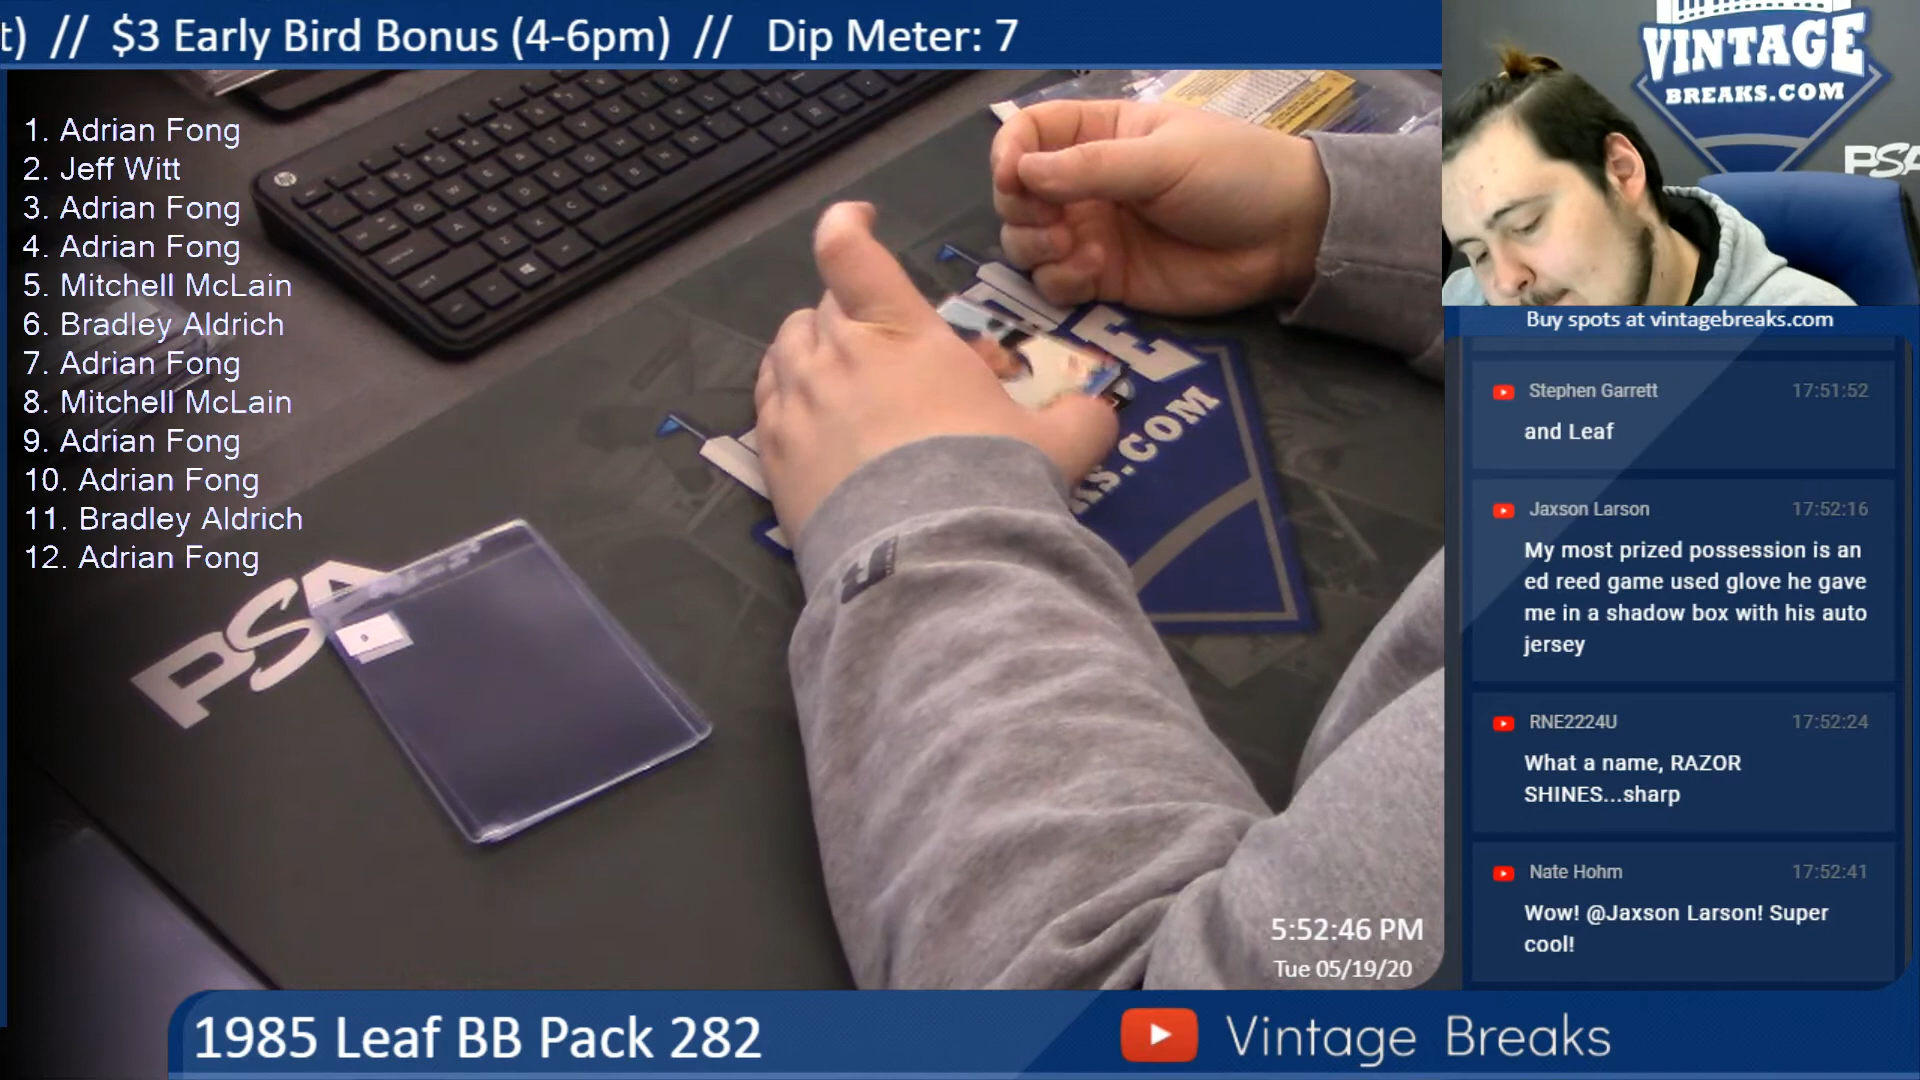 t) // $3 Early Bird Bonus (4-6pm) // Dip Meter: 7
VINTAGE
BREAKS.COM
PSA
1. Adrian Fong
2. Jeff Witt
3. Adrian Fong
4. Adrian Fong
5. Mitchell McLain
6. Bradley Aldrich
7. Adrian Fong
8. Mitchell McLain
9. Adrian Fong
10. Adrian Fong
11. Bradley Aldrich
12. Adrian Fong
hp
PSA
9
KS.COM
Buy spots at vintagebreaks.com
Stephen Garrett 17:51:52
and Leaf
Jaxson Larson 17:52:16
My most prized possession is an
ed reed game used glove he gave
me in a shadow box with his auto
jersey
RNE2224U 17:52:24
What a name, RAZOR
SHINES...sharp
Nate Hohm 17:52:41
Wow! @Jaxson Larson! Super
cool!
5:52:46 PM
Tue 05/19/20
1985 Leaf BB Pack 282
Vintage Breaks